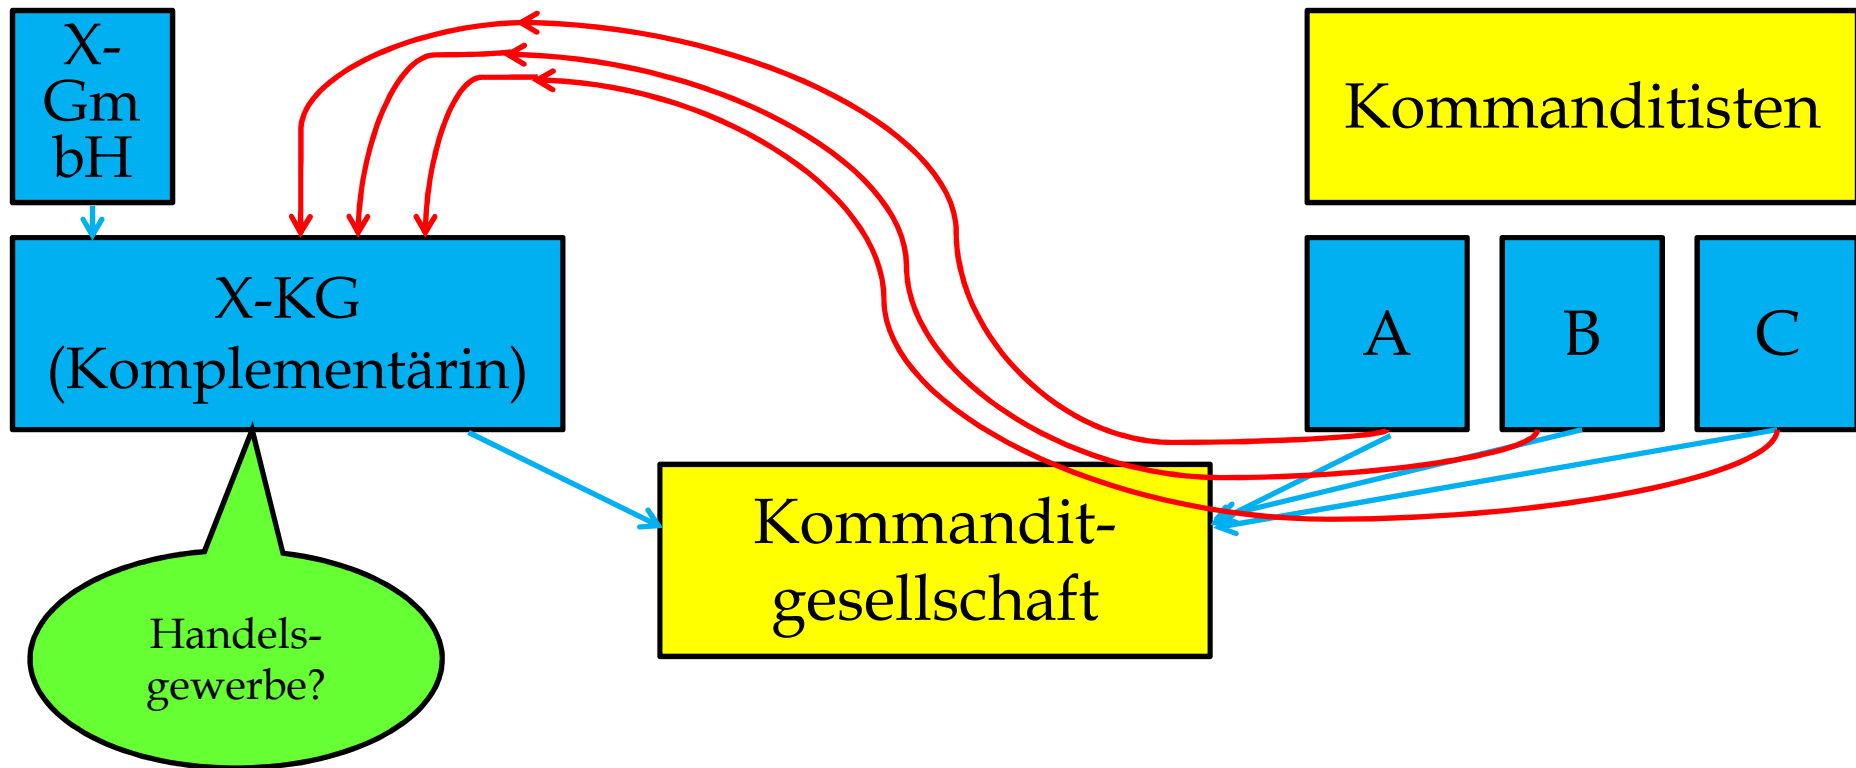 X-
Gm
bH
Kommanditisten
X-KG
(Komplementärin)
A
B
C
Kommandit-
gesellschaft
Handels-
gewerbe?